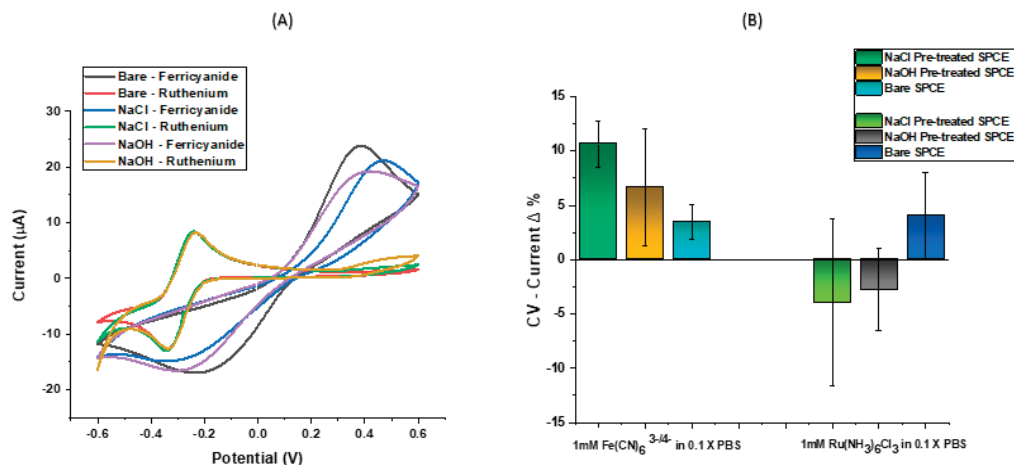 (A)
Bare - Ferricyanide
Bare - Ruthenium
NaCl - Ferricyanide
NaCl - Ruthenium
NaOH - Ferricyanide
NaOH - Ruthenium
30
20
10
0
-10
-20
Current (µA)
-0.6
-0.4
-0.2
0.0
0.2
0.4
0.6
Potential (V)
(B)
NaCl Pre-treated SPCE
NaOH Pre-treated SPCE
Bare SPCE
NaCl Pre-treated SPCE
NaOH Pre-treated SPCE
Bare SPCE
15
10
5
0
-5
-10
-15
CV - Current Δ %
1mM Fe(CN)6 3-/4- in 0.1 X PBS
1mM Ru(NH3)6Cl3 in 0.1 X PBS